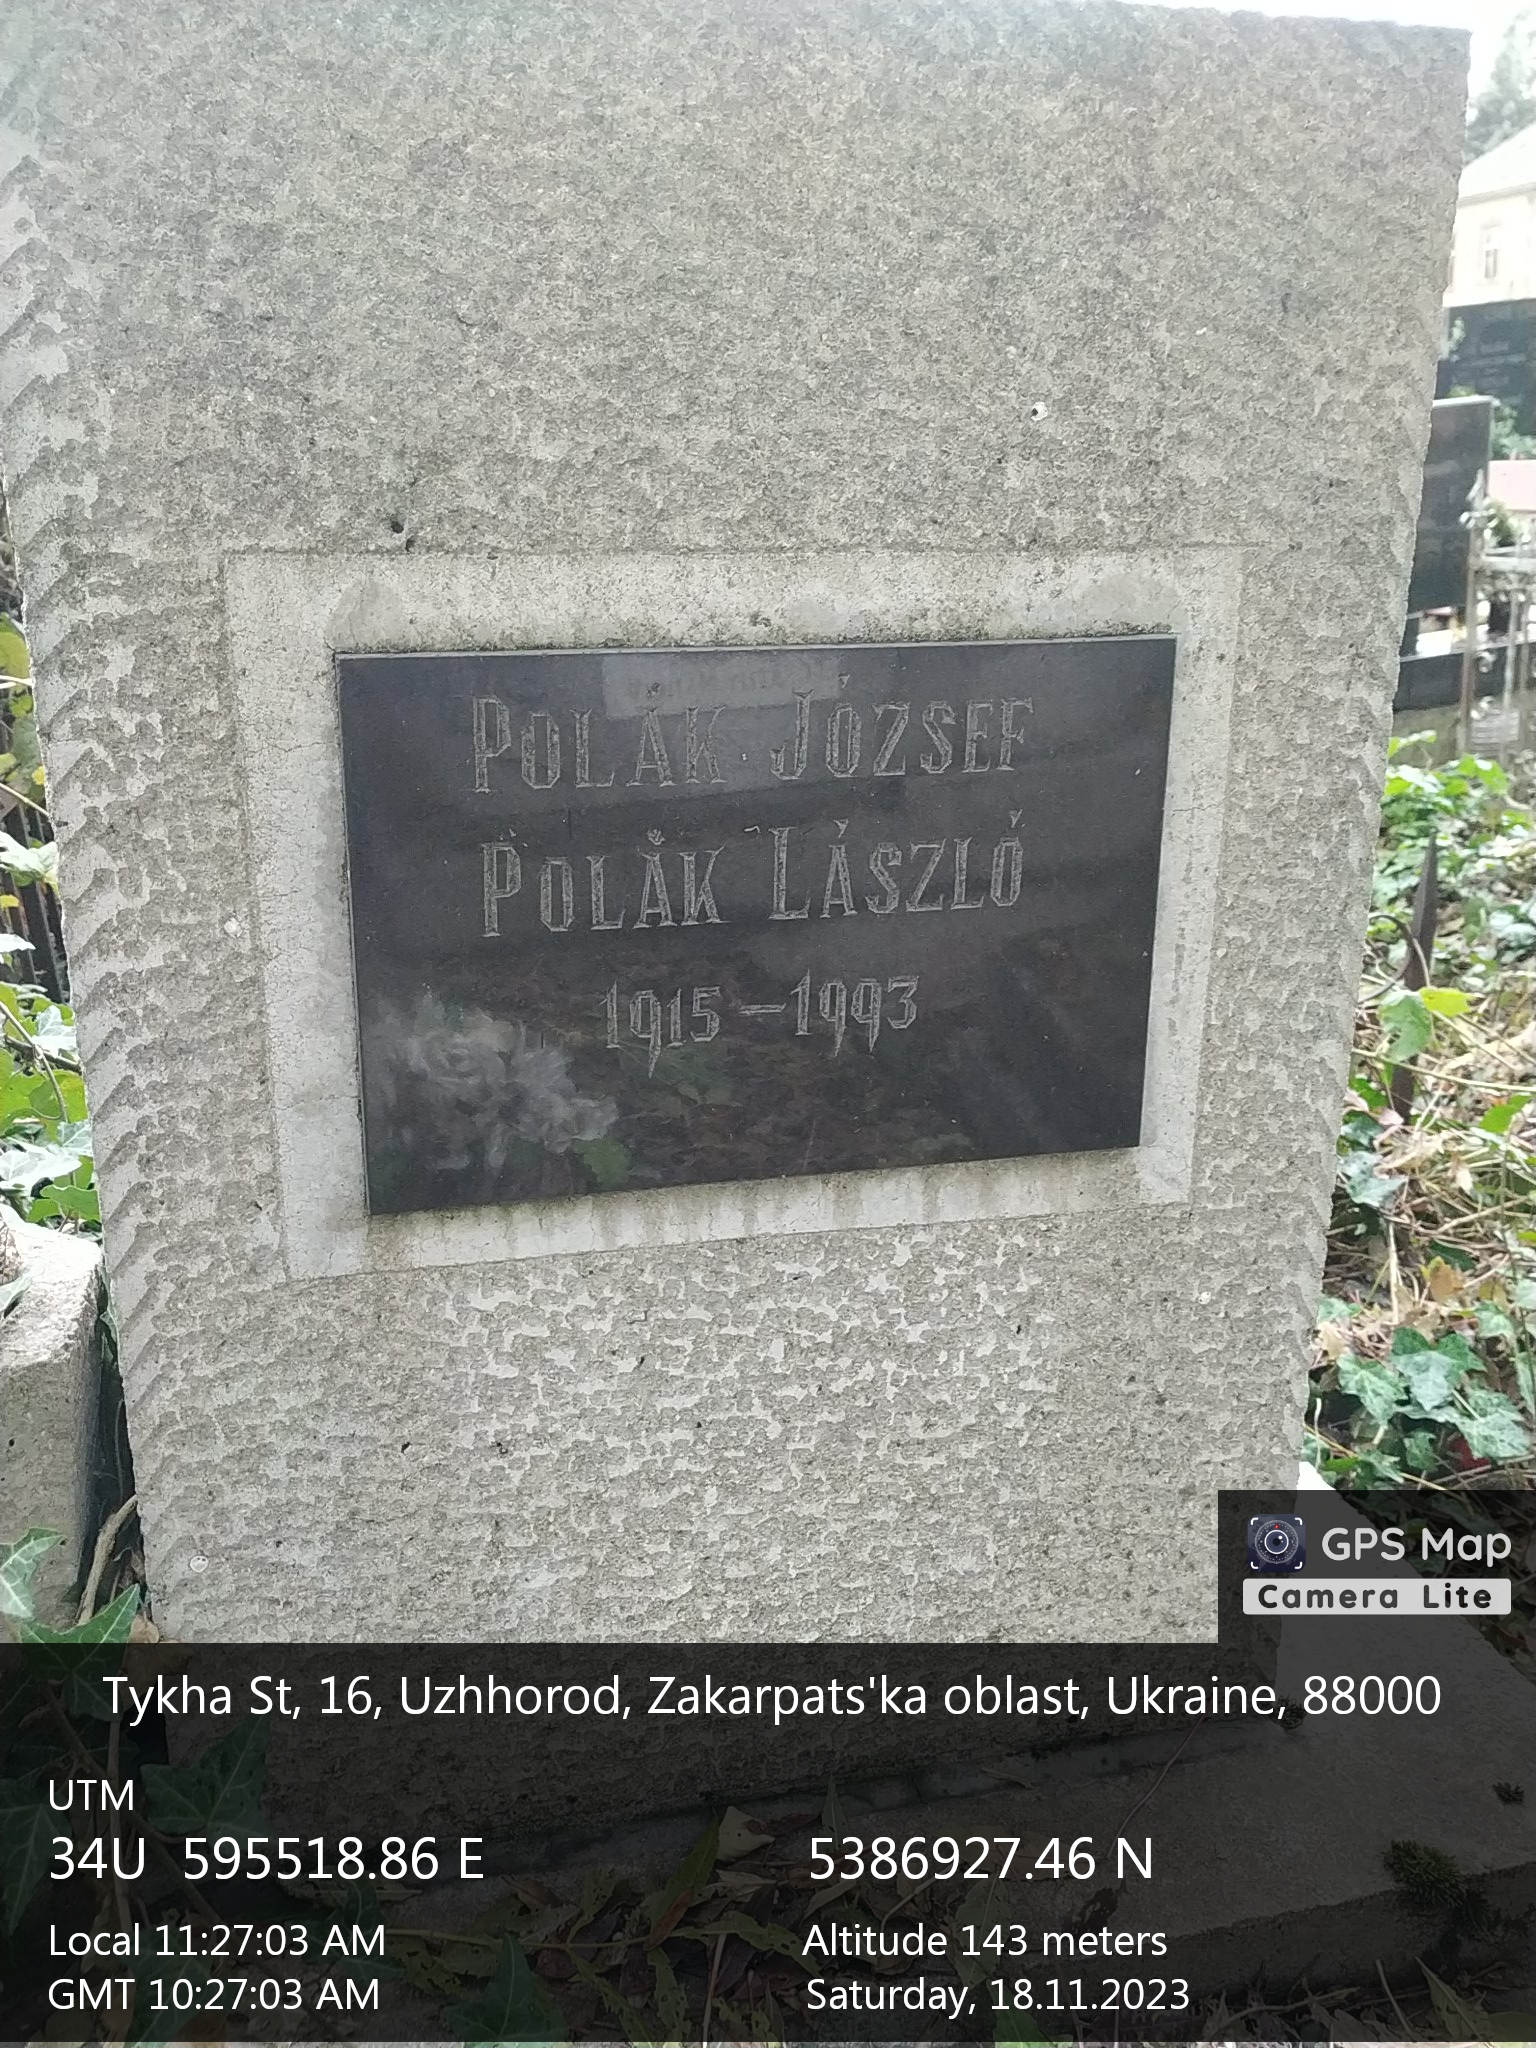 POLÁK JÓZSEF
POLÁK LÁSZLÓ
1915 – 1993
GPS Map
Camera Lite
Tykha St, 16, Uzhhorod, Zakarpats'ka oblast, Ukraine, 88000
UTM
34U 595518.86 E 5386927.46 N
Local 11:27:03 AM Altitude 143 meters
GMT 10:27:03 AM Saturday, 18.11.2023